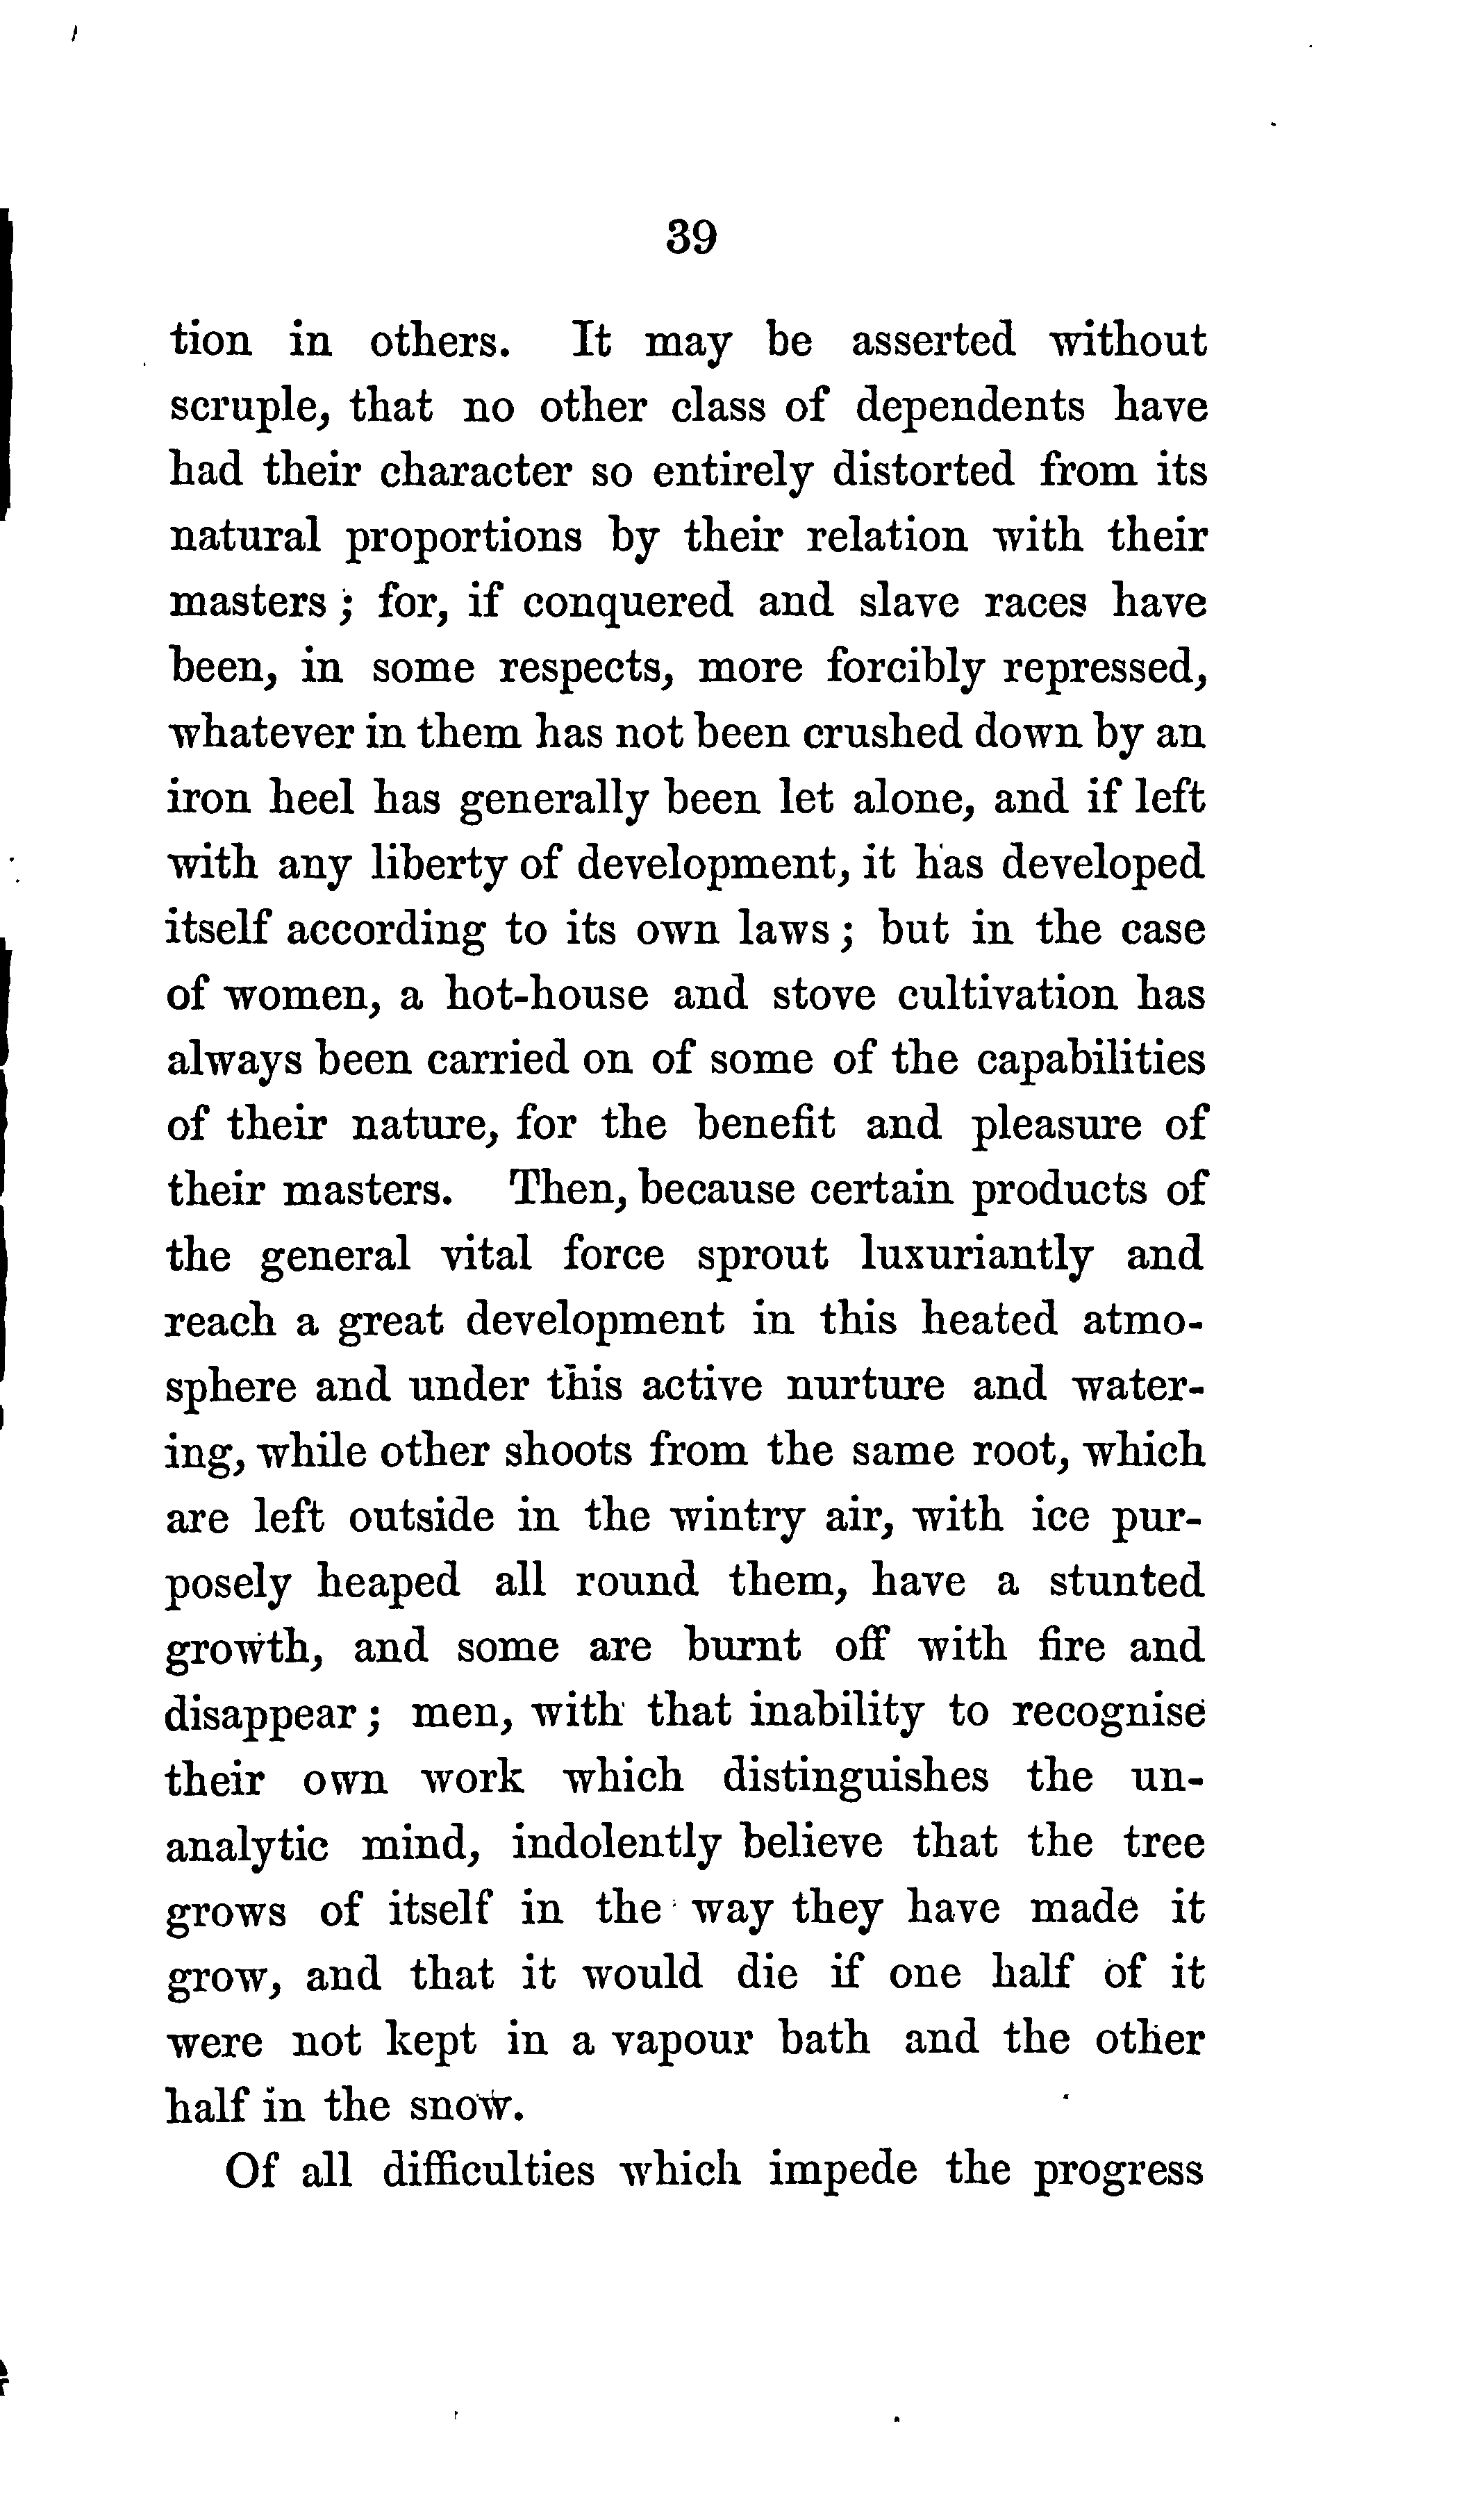 39
tion in others. It may be asserted without
scruple, that no other class of dependents have
had their character so entirely distorted from its
natural proportions by their relation with their
masters; for, if conquered and slave races have
been, in some respects, more forcibly repressed,
whatever in them has not been crushed down by an
iron heel has generally been let alone, and if left
with any liberty of development, it has developed
itself according to its own laws; but in the case
of women, a hot-house and stove cultivation has
always been carried on of some of the capabilities
of their nature, for the benefit and pleasure of
their masters. Then, because certain products of
the general vital force sprout luxuriantly and
reach a great development in this heated atmo-
sphere and under this active nurture and water-
ing, while other shoots from the same root, which
are left outside in the wintry air, with ice pur-
posely heaped all round them, have a stunted
growth, and some are burnt off with fire and
disappear; men, with that inability to recognise
their own work which distinguishes the un-
analytic mind, indolently believe that the tree
grows of itself in the way they have made it
grow, and that it would die if one half of it
were not kept in a vapour bath and the other
half in the snow.
Of all difficulties which impede the progress